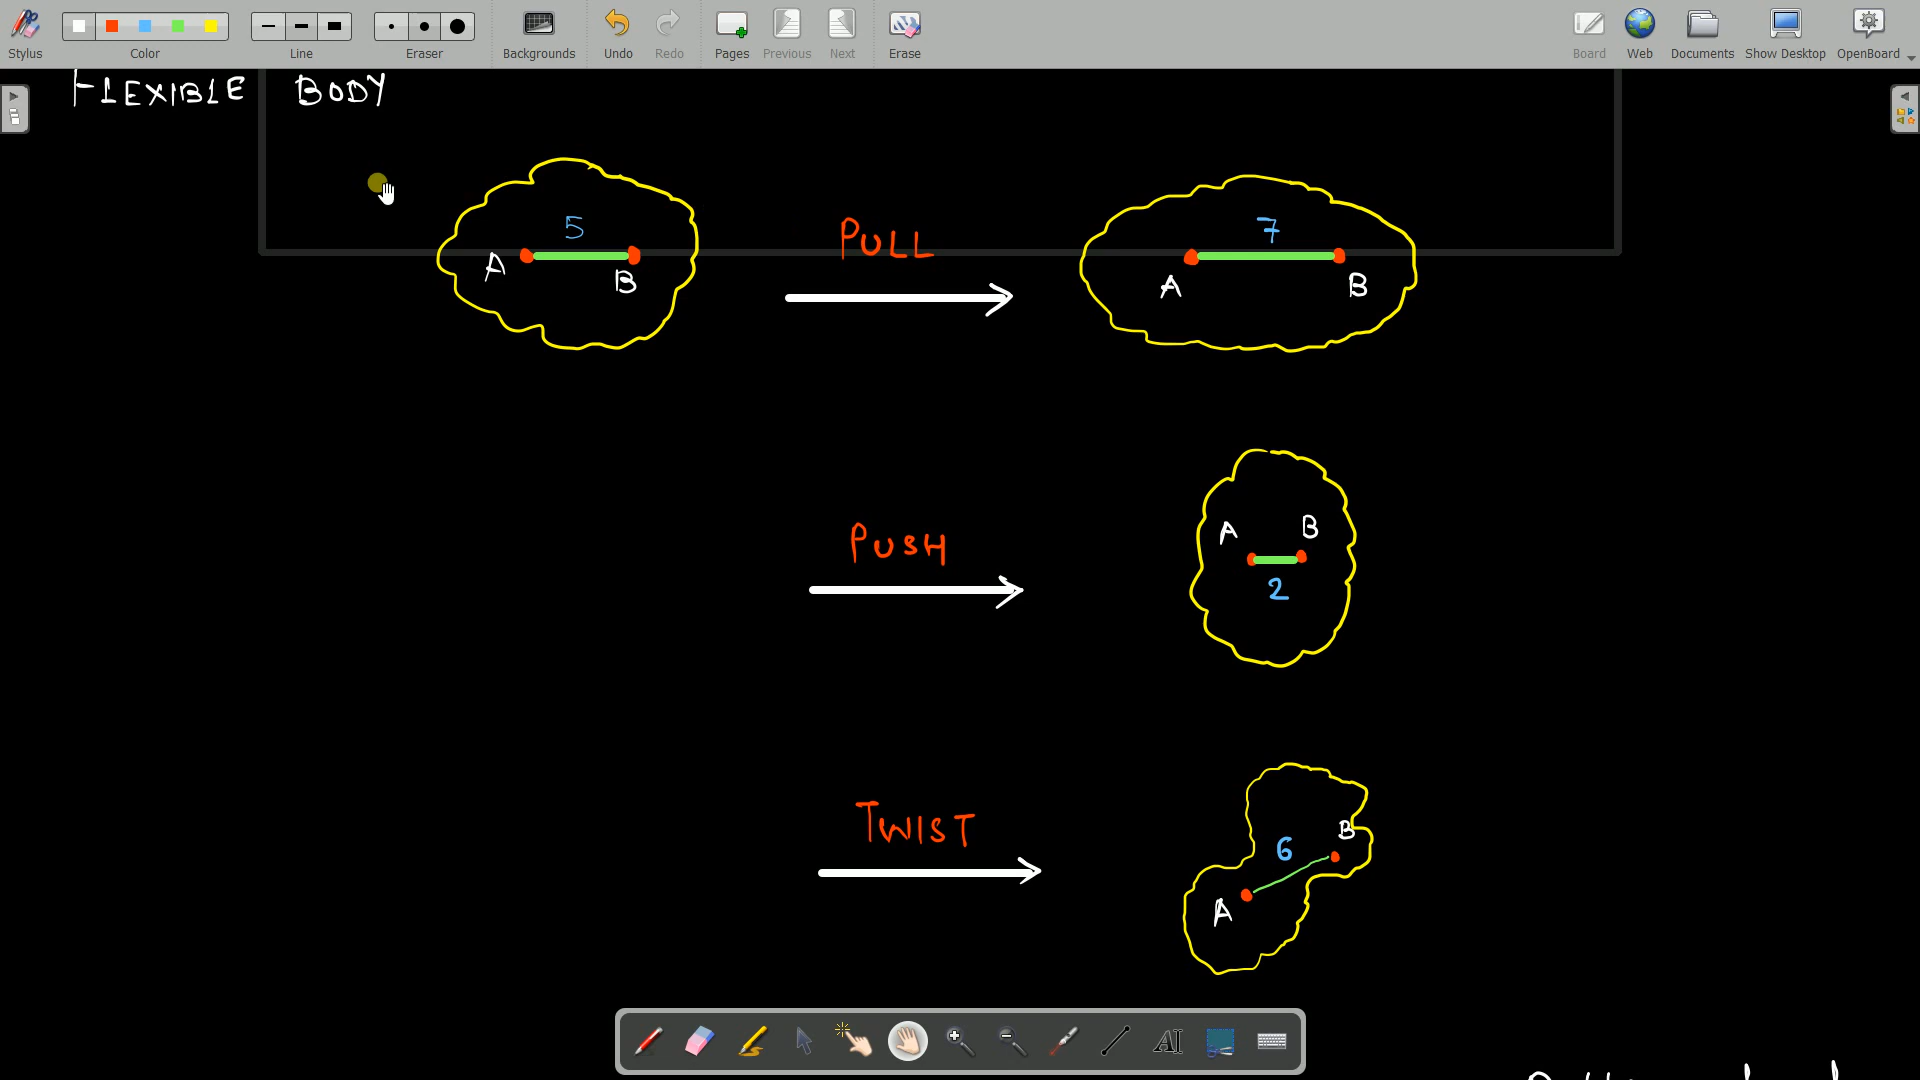 Stylus Color Line Eraser Backgrounds Undo Redo Pages Previous Next Erase Board Web Documents Show Desktop OpenBoard
FLEXIBLE BODY
5
A B
PULL
7
A B
PUSH
A B
2
TWIST
B
6
A
AI